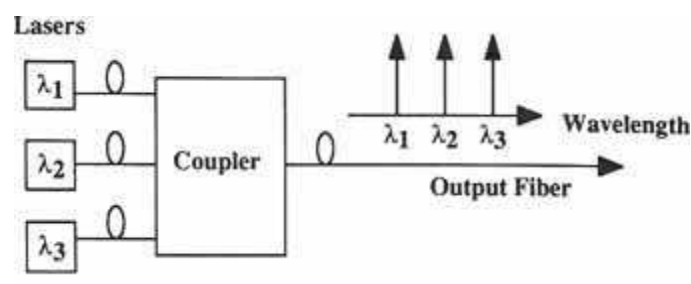 Lasers
λ1
λ2
λ3
Coupler
λ1 λ2 λ3
Wavelength
Output Fiber